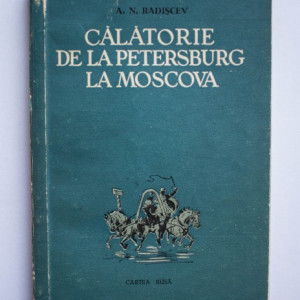 A. N. RADIȘCEV
CĂLĂTORIE
DE LA PETERSBURG
LA MOSCOVA
CARTEA RUSĂ